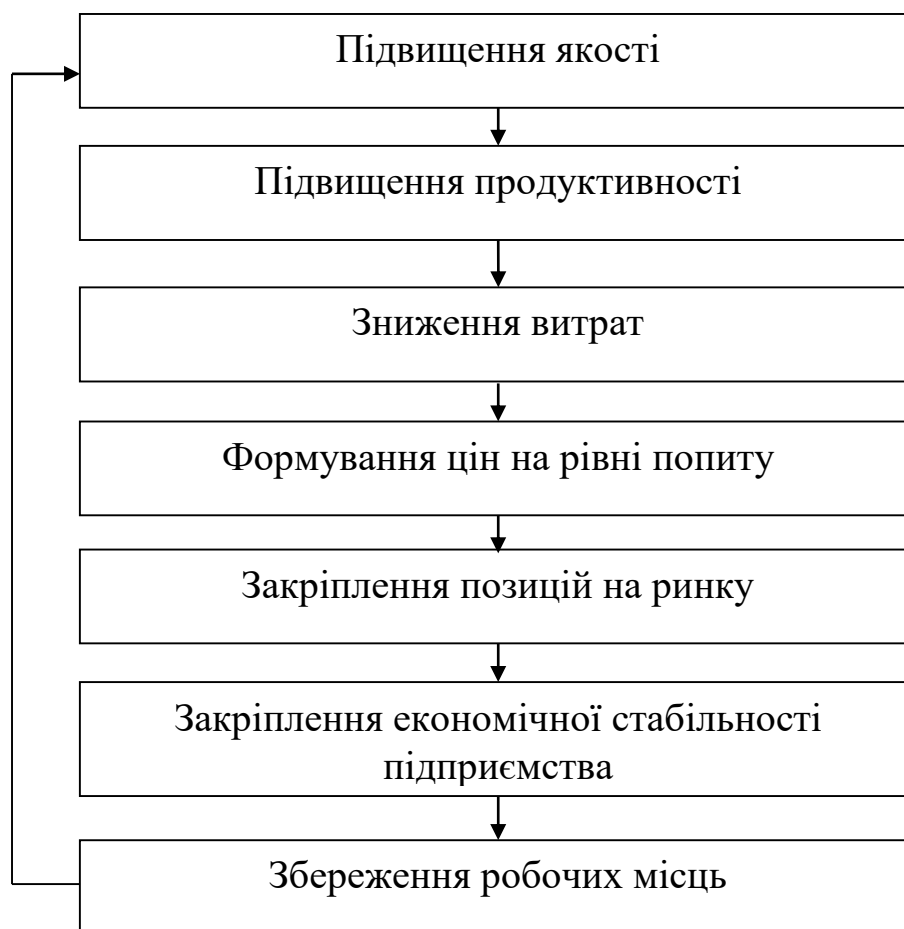 Підвищення якості
Підвищення продуктивності
Зниження витрат
Формування цін на рівні попиту
Закріплення позицій на ринку
Закріплення економічної стабільності
підприємства
Збереження робочих місць